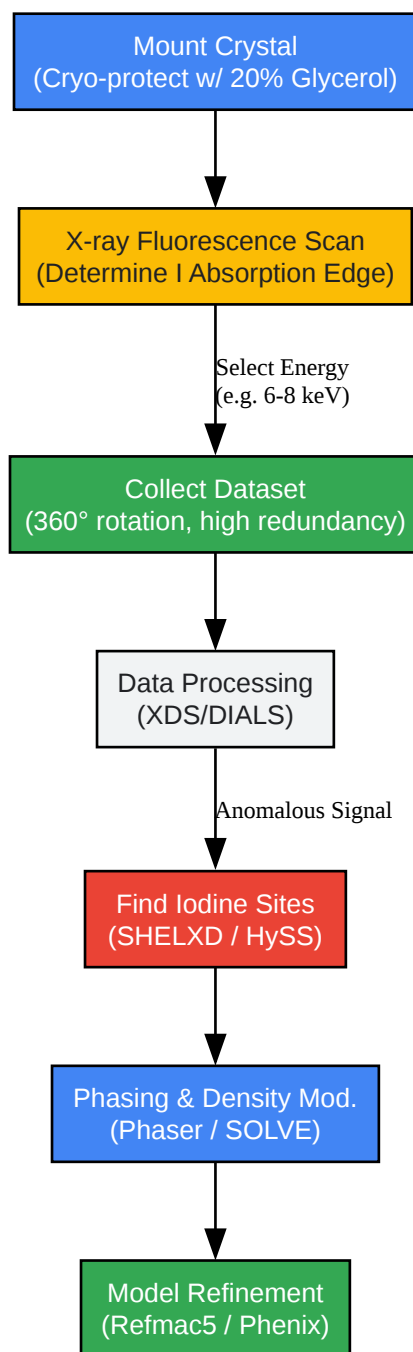 Mount Crystal
(Cryo-protect w/ 20% Glycerol)
X-ray Fluorescence Scan
(Determine I Absorption Edge)
Select Energy
(e.g. 6-8 keV)
Collect Dataset
(360° rotation, high redundancy)
Data Processing
(XDS/DIALS)
Anomalous Signal
Find Iodine Sites
(SHELXD / HySS)
Phasing & Density Mod.
(Phaser / SOLVE)
Model Refinement
(Refmac5 / Phenix)